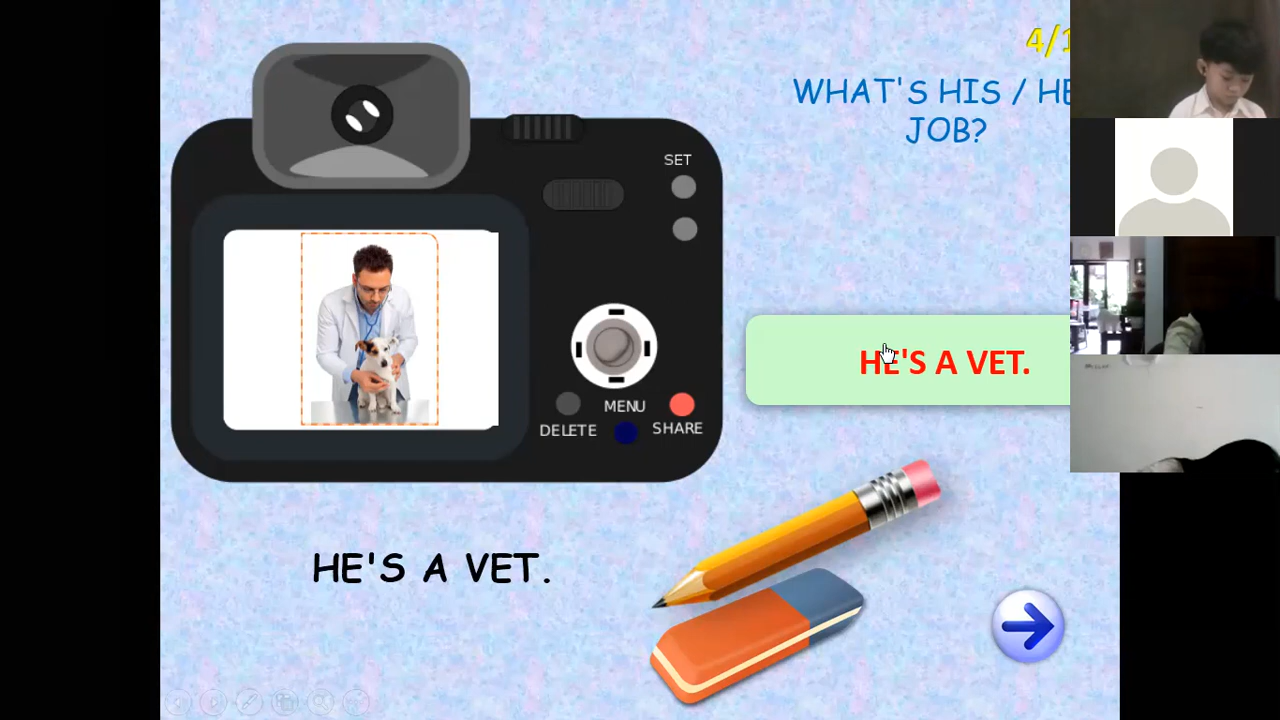 4/1
WHAT'S HIS / HE
JOB?
SET
HE'S A VET.
MENU
DELETE
SHARE
HE'S A VET.